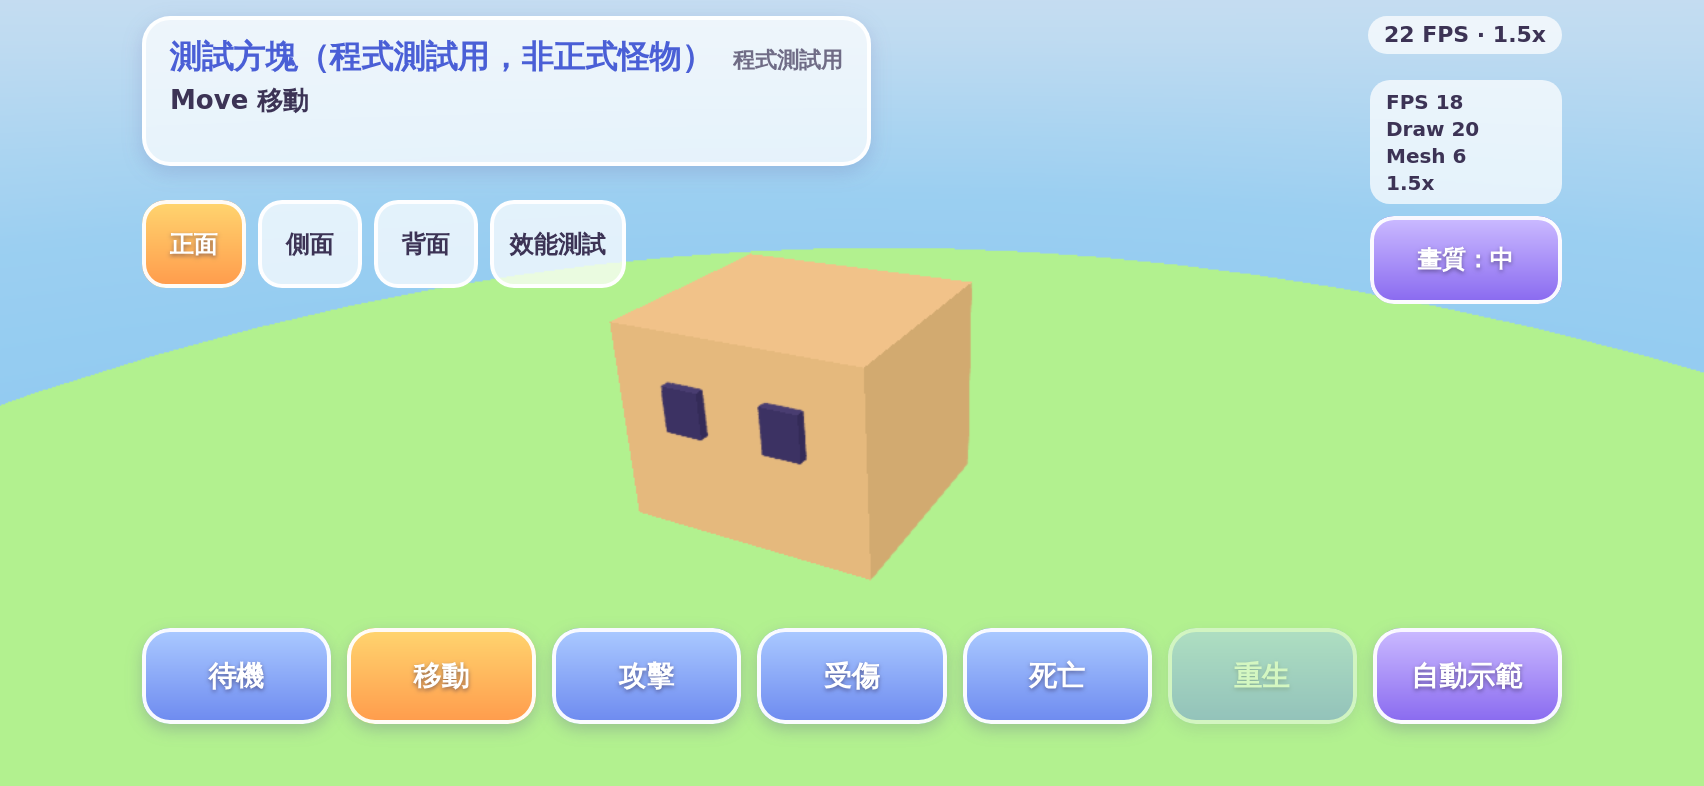 測試方塊（程式測試用，非正式怪物） 程式測試用
Move 移動
22 FPS · 1.5x
FPS 18
Draw 20
Mesh 6
1.5x
正面
側面
背面
效能測試
畫質：中
待機
移動
攻擊
受傷
死亡
重生
自動示範